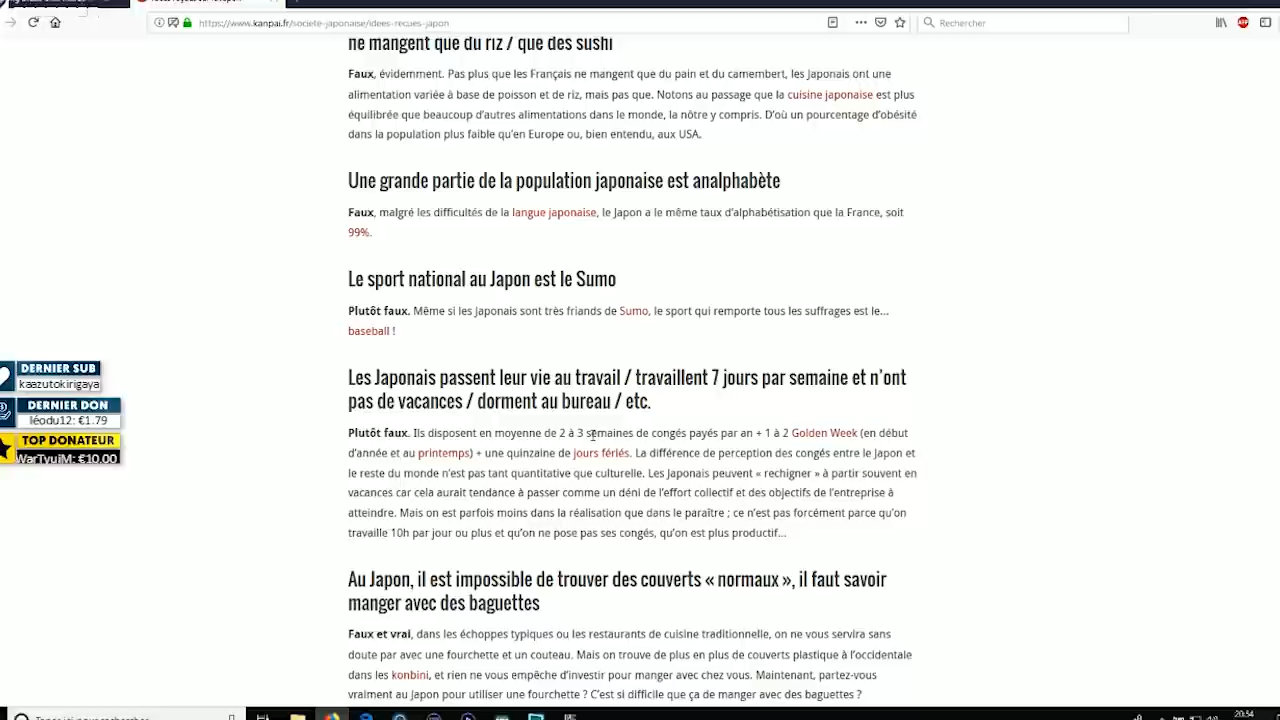 https://www.kanpai.fr/societe-japonaise/idees-recues-japon
Rechercher
ne mangent que du riz / que des sushi
Faux, évidemment. Pas plus que les Français ne mangent que du pain et du camembert, les Japonais ont une
alimentation variée à base de poisson et de riz, mais pas que. Notons au passage que la cuisine japonaise est plus
équilibrée que beaucoup d'autres alimentations dans le monde, la nôtre y compris. D'où un pourcentage d'obésité
dans la population plus faible qu'en Europe ou, bien entendu, aux USA.
Une grande partie de la population japonaise est analphabète
Faux, malgré les difficultés de la langue japonaise, le Japon a le même taux d'alphabétisation que la France, soit
99%.
Le sport national au Japon est le Sumo
Plutôt faux. Même si les Japonais sont très friands de Sumo, le sport qui remporte tous les suffrages est le...
baseball !
DERNIER SUB
kaazutokirigaya
DERNIER DON
léodu12: €1.79
TOP DONATEUR
WarTyuiM: €10.00
Les Japonais passent leur vie au travail / travaillent 7 jours par semaine et n'ont
pas de vacances / dorment au bureau / etc.
Plutôt faux. Ils disposent en moyenne de 2 à 3 semaines de congés payés par an + 1 à 2 Golden Week (en début
d'année et au printemps) + une quinzaine de jours fériés. La différence de perception des congés entre le Japon et
le reste du monde n'est pas tant quantitative que culturelle. Les Japonais peuvent « rechigner » à partir souvent en
vacances car cela aurait tendance à passer comme un déni de l'effort collectif et des objectifs de l'entreprise à
atteindre. Mais on est parfois moins dans la réalisation que dans le paraître ; ce n'est pas forcément parce qu'on
travaille 10h par jour ou plus et qu'on ne pose pas ses congés, qu'on est plus productif...
Au Japon, il est impossible de trouver des couverts « normaux », il faut savoir
manger avec des baguettes
Faux et vrai, dans les échoppes typiques ou les restaurants de cuisine traditionnelle, on ne vous servira sans
doute par avec une fourchette et un couteau. Mais on trouve de plus en plus de couverts plastique à l'occidentale
dans les konbini, et rien ne vous empêche d'investir pour manger avec chez vous. Maintenant, partez-vous
vraiment au Japon pour utiliser une fourchette ? C'est si difficile que ça de manger avec des baguettes ?
20:34